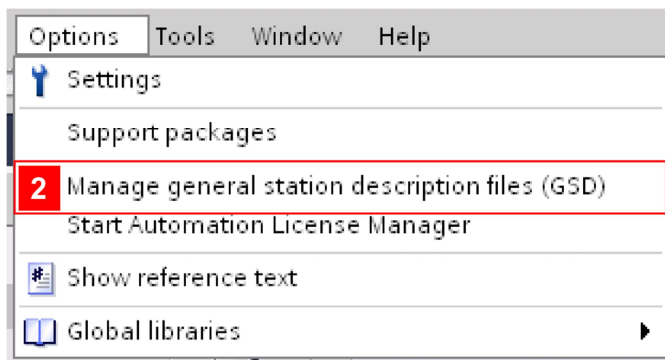 Options Tools Window Help
Settings
Support packages
2 Manage general station description files (GSD)
Start Automation License Manager
Show reference text
Global libraries